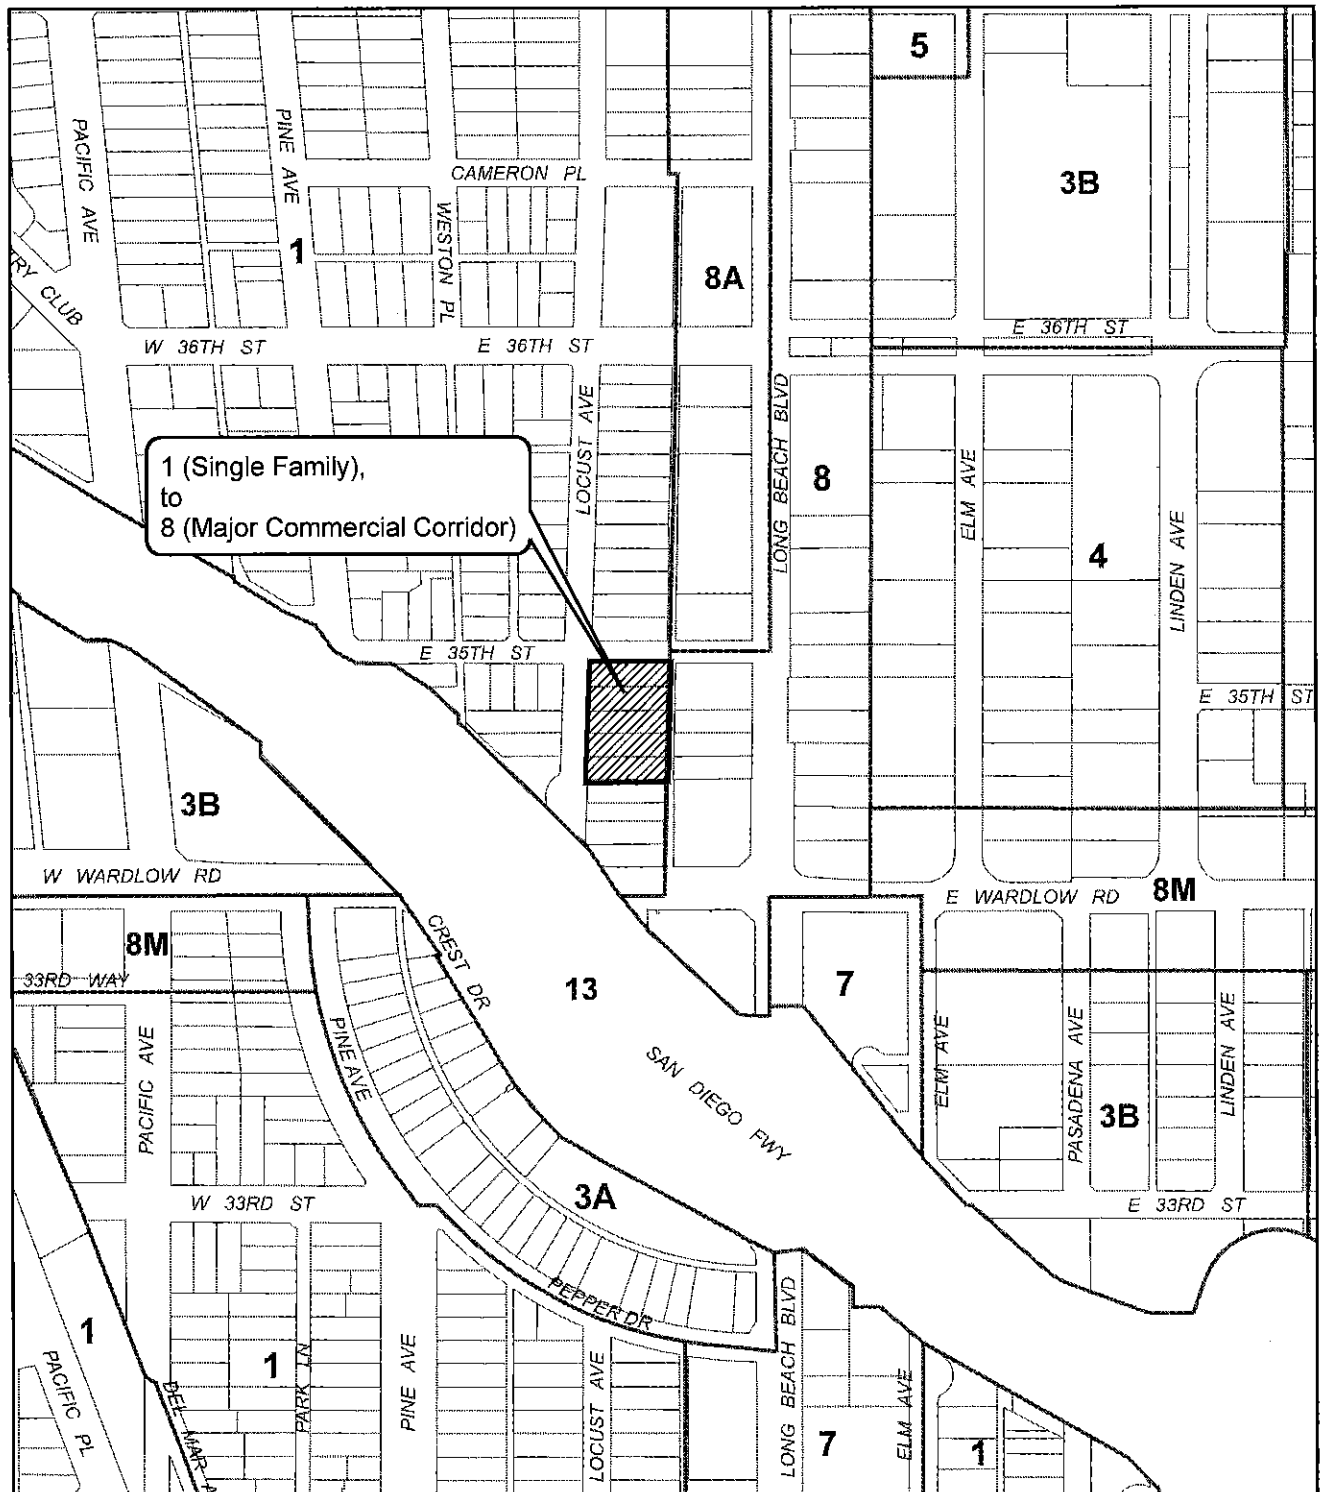 5
PACIFIC AVE
PINE AVE
CAMERON PL
WESTON PL
3B
1
8A
TRY CLUB
W 36TH ST
E 36TH ST
E 36TH ST
LOCUST AVE
LONG BEACH BLVD
1 (Single Family),
to
8 (Major Commercial Corridor)
8
ELM AVE
4
LINDEN AVE
E 35TH ST
E 35TH ST
3B
W WARDLOW RD
E WARDLOW RD
8M
8M
CREST DR
33RD WAY
13
7
PACIFIC AVE
PINE AVE
SAN DIEGO FWY
ELM AVE
PASADENA AVE
LINDEN AVE
3B
W 33RD ST
3A
E 33RD ST
PEPPER DR
LONG BEACH BLVD
1
PACIFIC PL
DEL MAR A
1
PARK LN
PINE AVE
LOCUST AVE
7
ELM AVE
1